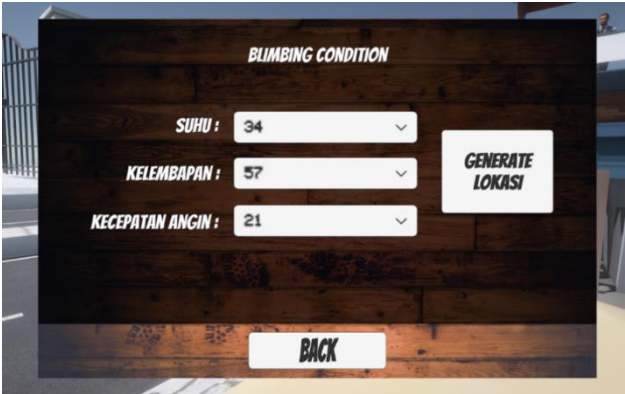 BLIMBING CONDITION
SUHU : 34
KELEMBAPAN : 57
KECEPATAN ANGIN : 21
GENERATE
LOKASI
BACK